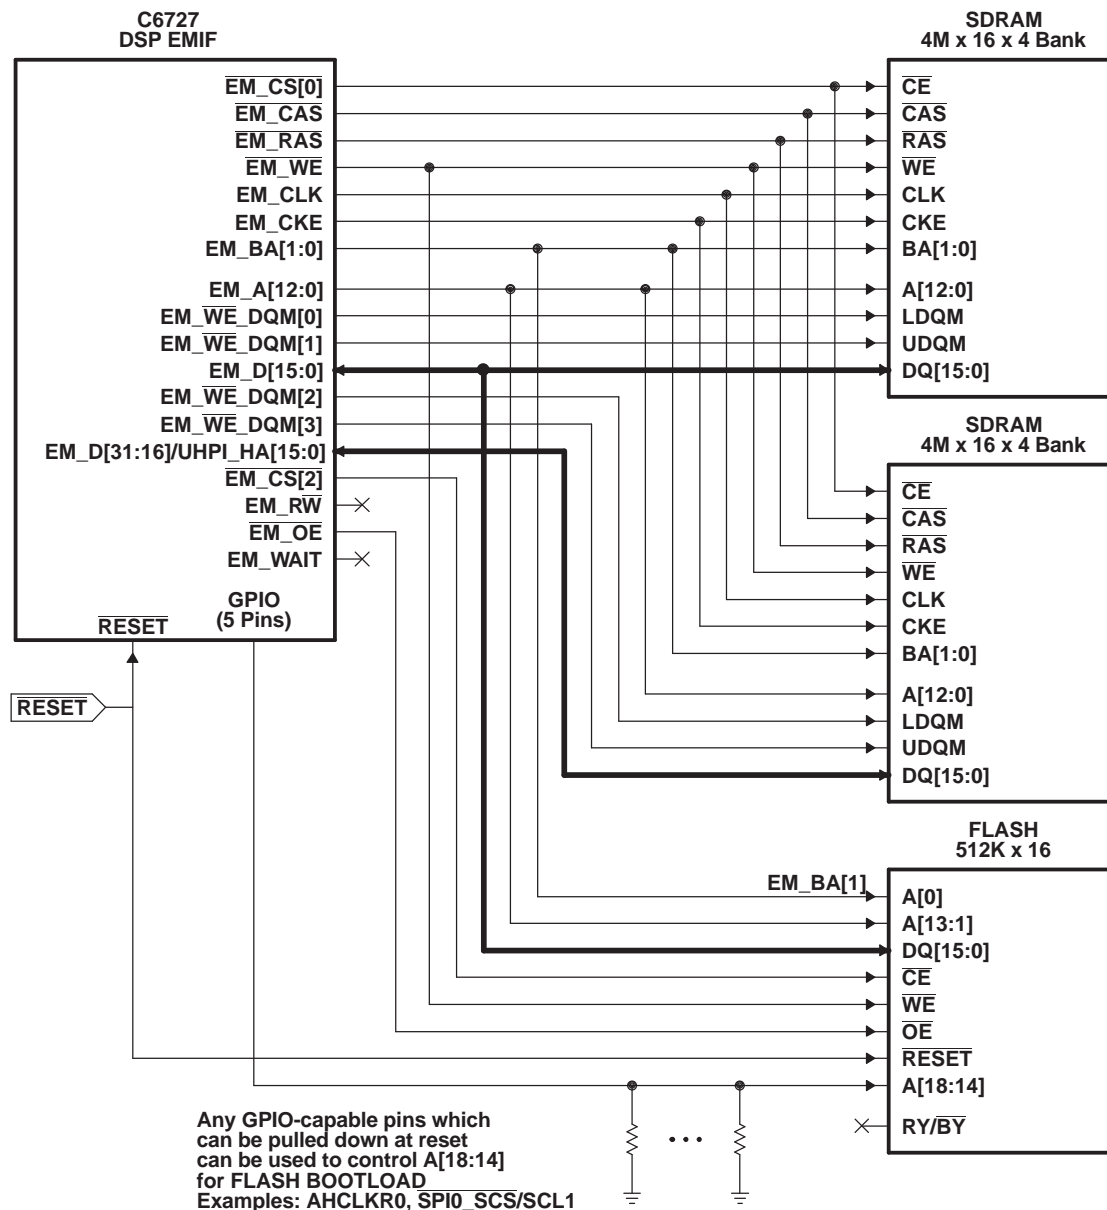 C6727
DSP EMIF
EM_CS[0]
EM_CAS
EM_RAS
EM_WE
EM_CLK
EM_CKE
EM_BA[1:0]
EM_A[12:0]
EM_WE_DQM[0]
EM_WE_DQM[1]
EM_D[15:0]
EM_WE_DQM[2]
EM_WE_DQM[3]
EM_D[31:16]/UHPI_HA[15:0]
EM_CS[2]
EM_RW
EM_OE
EM_WAIT
GPIO
(5 Pins)
RESET
RESET
SDRAM
4M x 16 x 4 Bank
CE
CAS
RAS
WE
CLK
CKE
BA[1:0]
A[12:0]
LDQM
UDQM
DQ[15:0]
SDRAM
4M x 16 x 4 Bank
CE
CAS
RAS
WE
CLK
CKE
BA[1:0]
A[12:0]
LDQM
UDQM
DQ[15:0]
FLASH
512K x 16
EM_BA[1]
A[0]
A[13:1]
DQ[15:0]
CE
WE
OE
RESET
A[18:14]
RY/BY
Any GPIO-capable pins which
can be pulled down at reset
can be used to control A[18:14]
for FLASH BOOTLOAD
Examples: AHCLKR0, SPI0_SCS/SCL1